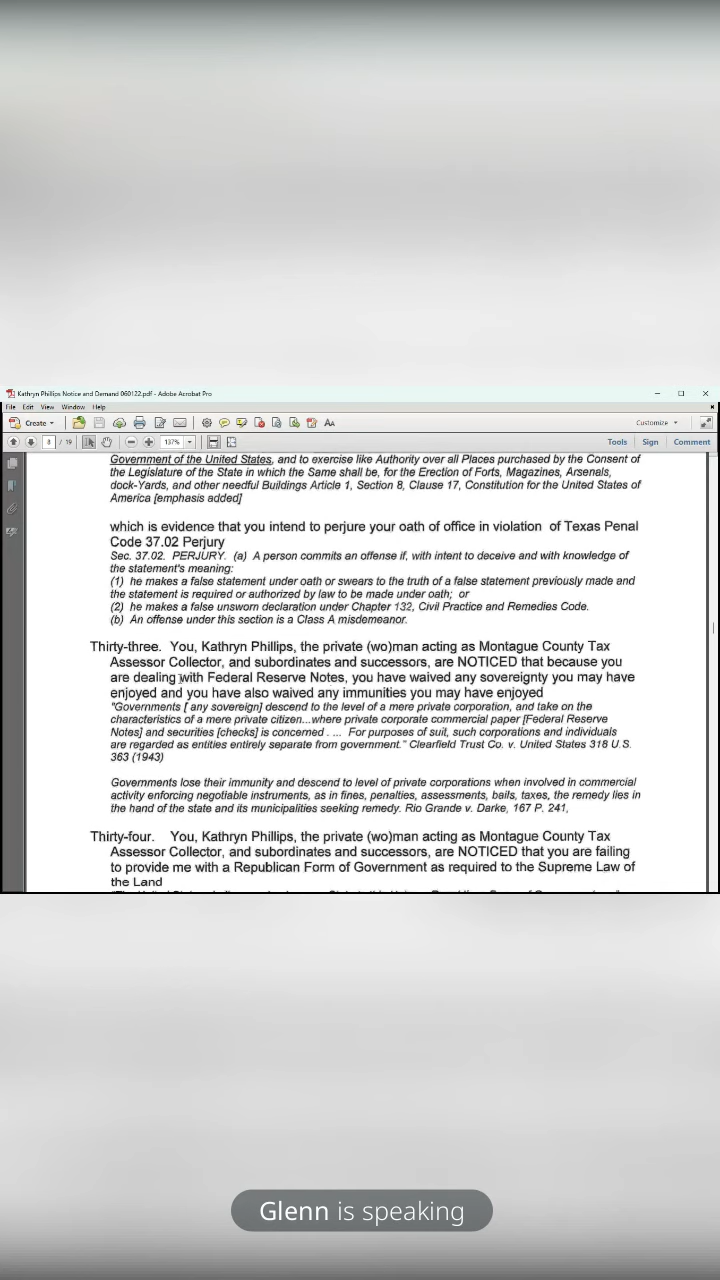 Kathryn Phillips Notice and Demand 060122.pdf - Adobe Acrobat Pro
File Edit View Window Help
Create
Customize
8 / 19
137%
Tools Sign Comment
Government of the United States, and to exercise like Authority over all Places purchased by the Consent of
the Legislature of the State in which the Same shall be, for the Erection of Forts, Magazines, Arsenals,
dock-Yards, and other needful Buildings Article 1, Section 8, Clause 17, Constitution for the United States of
America [emphasis added]
which is evidence that you intend to perjure your oath of office in violation of Texas Penal
Code 37.02 Perjury
Sec. 37.02. PERJURY. (a) A person commits an offense if, with intent to deceive and with knowledge of
the statement's meaning:
(1) he makes a false statement under oath or swears to the truth of a false statement previously made and
the statement is required or authorized by law to be made under oath; or
(2) he makes a false unsworn declaration under Chapter 132, Civil Practice and Remedies Code.
(b) An offense under this section is a Class A misdemeanor.
Thirty-three. You, Kathryn Phillips, the private (wo)man acting as Montague County Tax
Assessor Collector, and subordinates and successors, are NOTICED that because you
are dealing with Federal Reserve Notes, you have waived any sovereignty you may have
enjoyed and you have also waived any immunities you may have enjoyed
"Governments [ any sovereign] descend to the level of a mere private corporation, and take on the
characteristics of a mere private citizen...where private corporate commercial paper [Federal Reserve
Notes] and securities [checks] is concerned . ... For purposes of suit, such corporations and individuals
are regarded as entities entirely separate from government." Clearfield Trust Co. v. United States 318 U.S.
363 (1943)
Governments lose their immunity and descend to level of private corporations when involved in commercial
activity enforcing negotiable instruments, as in fines, penalties, assessments, bails, taxes, the remedy lies in
the hand of the state and its municipalities seeking remedy. Rio Grande v. Darke, 167 P. 241,
Thirty-four. You, Kathryn Phillips, the private (wo)man acting as Montague County Tax
Assessor Collector, and subordinates and successors, are NOTICED that you are failing
to provide me with a Republican Form of Government as required to the Supreme Law of
the Land
Glenn is speaking